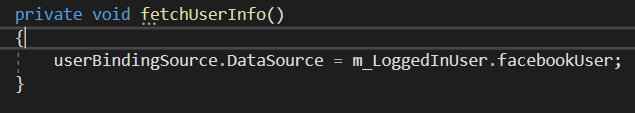 private void fetchUserInfo()
{
userBindingSource.DataSource = m_LoggedInUser.facebookUser;
}